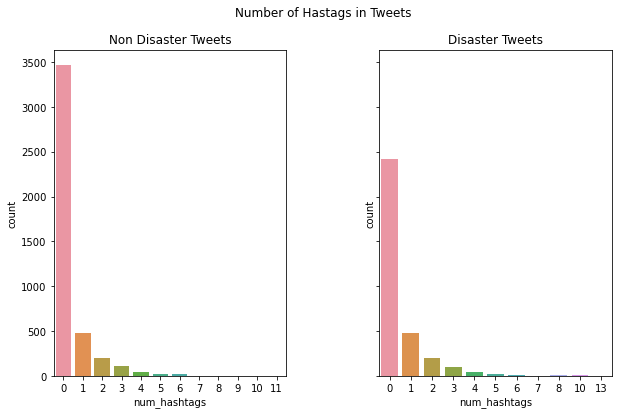 Number of Hastags in Tweets
Non Disaster Tweets
3500
3000
2500
2000
1500
1000
500
0
count
0 1 2 3 4 5 6 7 8 9 10 11
num_hashtags
Disaster Tweets
count
0 1 2 3 4 5 6 7 8 10 13
num_hashtags